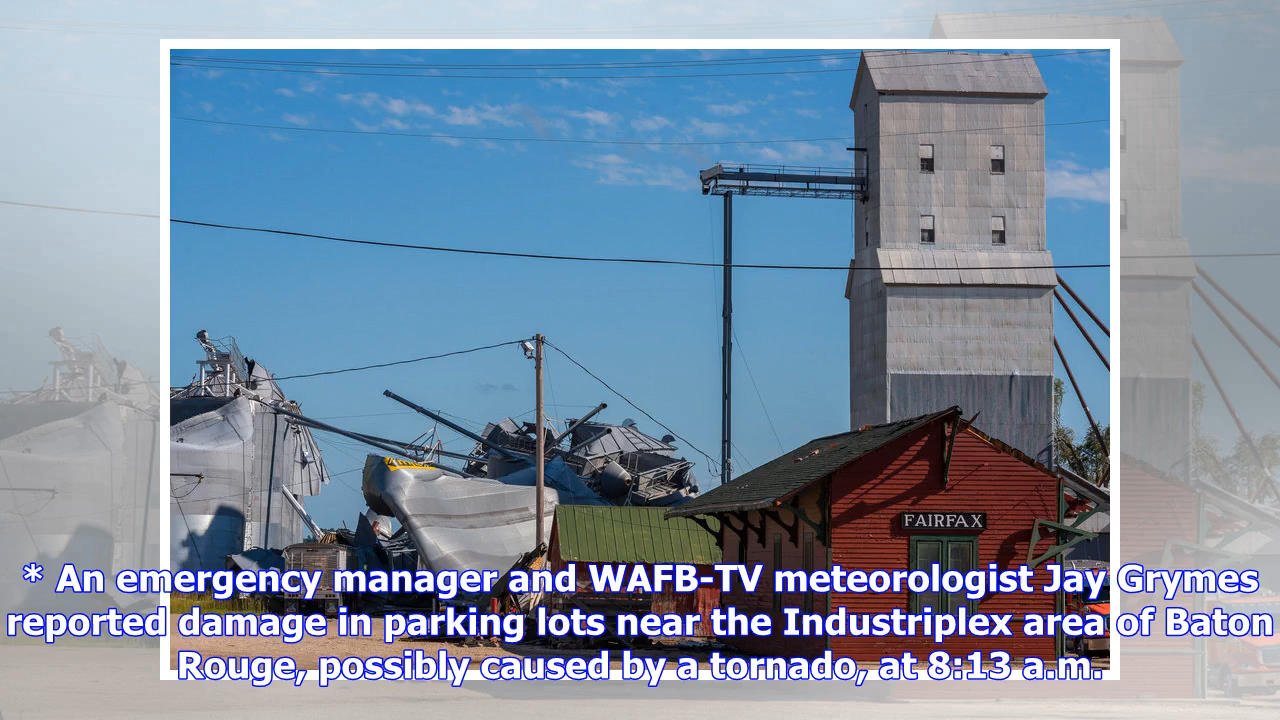 FAIRFAX
* An emergency manager and WAFB-TV meteorologist Jay Grymes
reported damage in parking lots near the Industriplex area of Baton
Rouge, possibly caused by a tornado, at 8:13 a.m.